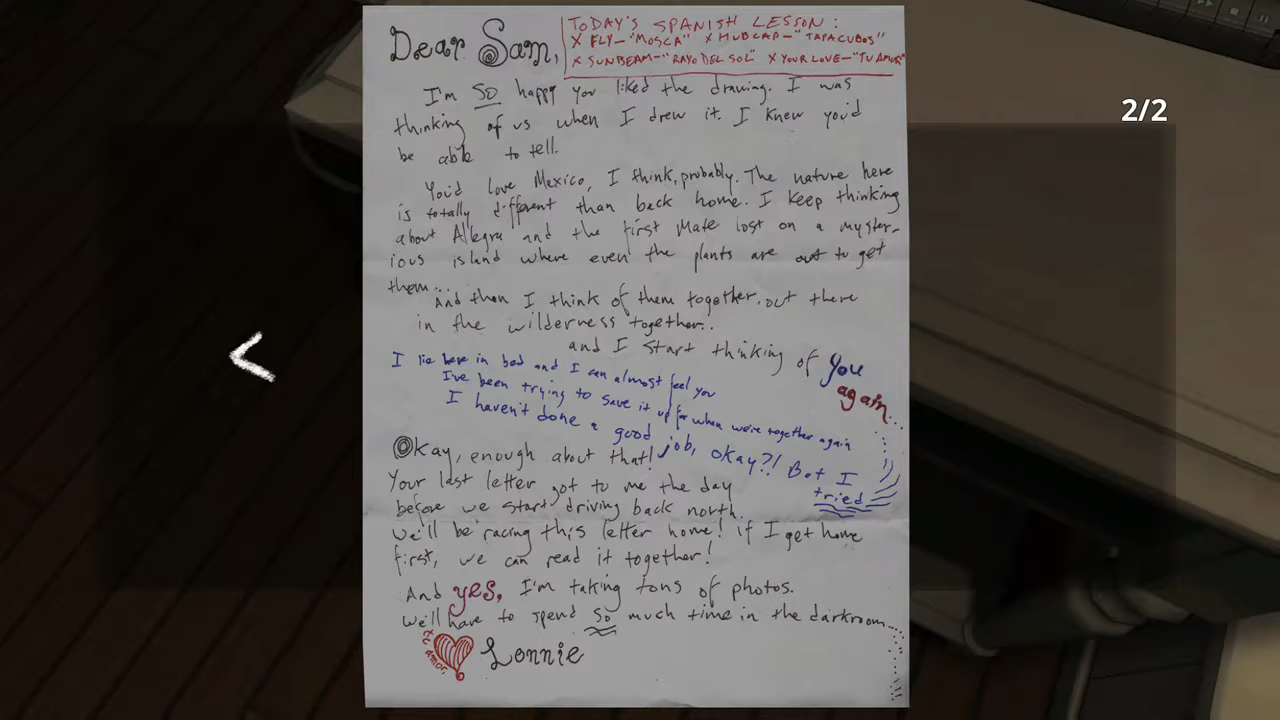 Dear Sam,
TODAY'S SPANISH LESSON:
X FLY-"MOSCA" X HUBCAP-"TAPACUBOS"
X SUNBEAM-"RAYO DEL SOL" X YOUR LOVE-"TU AMOR"
I'm SO happy you liked the drawing. I was
thinking of us when I drew it. I knew you'd
be able to tell.
You'd love Mexico, I think, probably. The nature here
is totally different than back home. I keep thinking
about Allegra and the first Mate lost on a myster-
ious island where even the plants are out to get
them...
And then I think of them together, out there
in the wilderness together..
and I start thinking of you
again...
I lie here in bed and I can almost feel you
I've been trying to save it up for when we're together again
I haven't done a good job, okay?! But I
tried
Okay, enough about that!
Your last letter got to me the day
before we start driving back north.
We'll be racing this letter home! if I get home
first, we can read it together!
And yes, I'm taking tons of photos.
We'll have to spend so much time in the darkroom...
te amor,
Lonnie
2/2
<